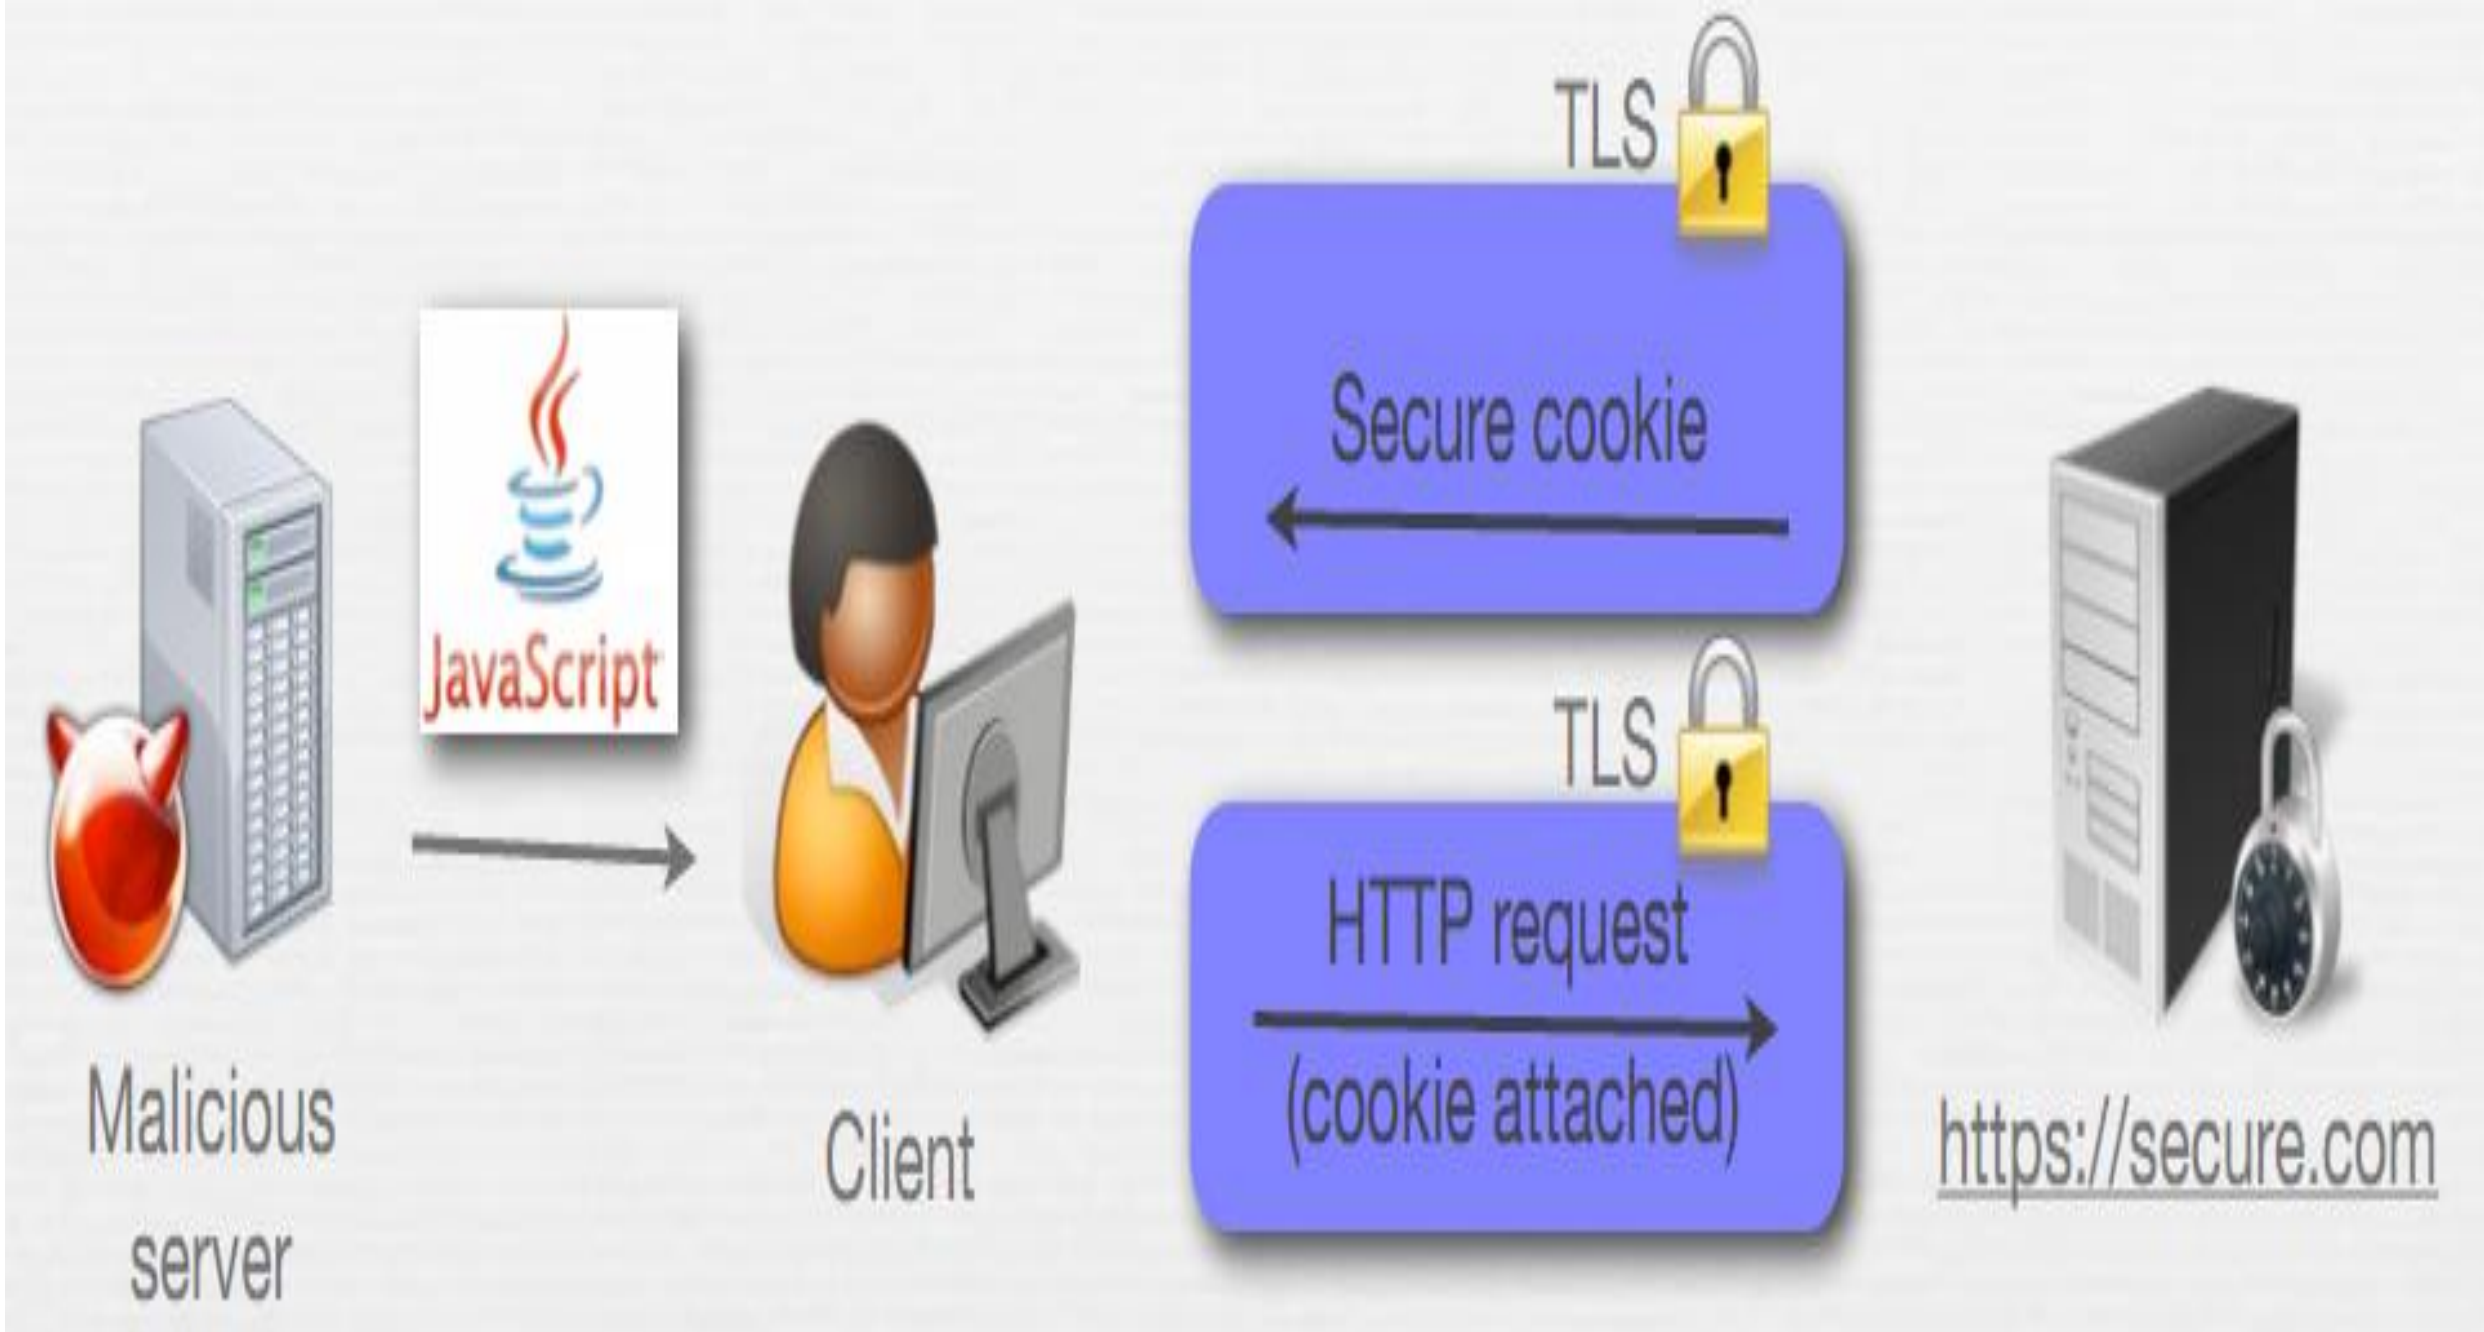 TLS
Secure cookie
JavaScript
TLS
HTTP request
(cookie attached)
Malicious
server
Client
https://secure.com